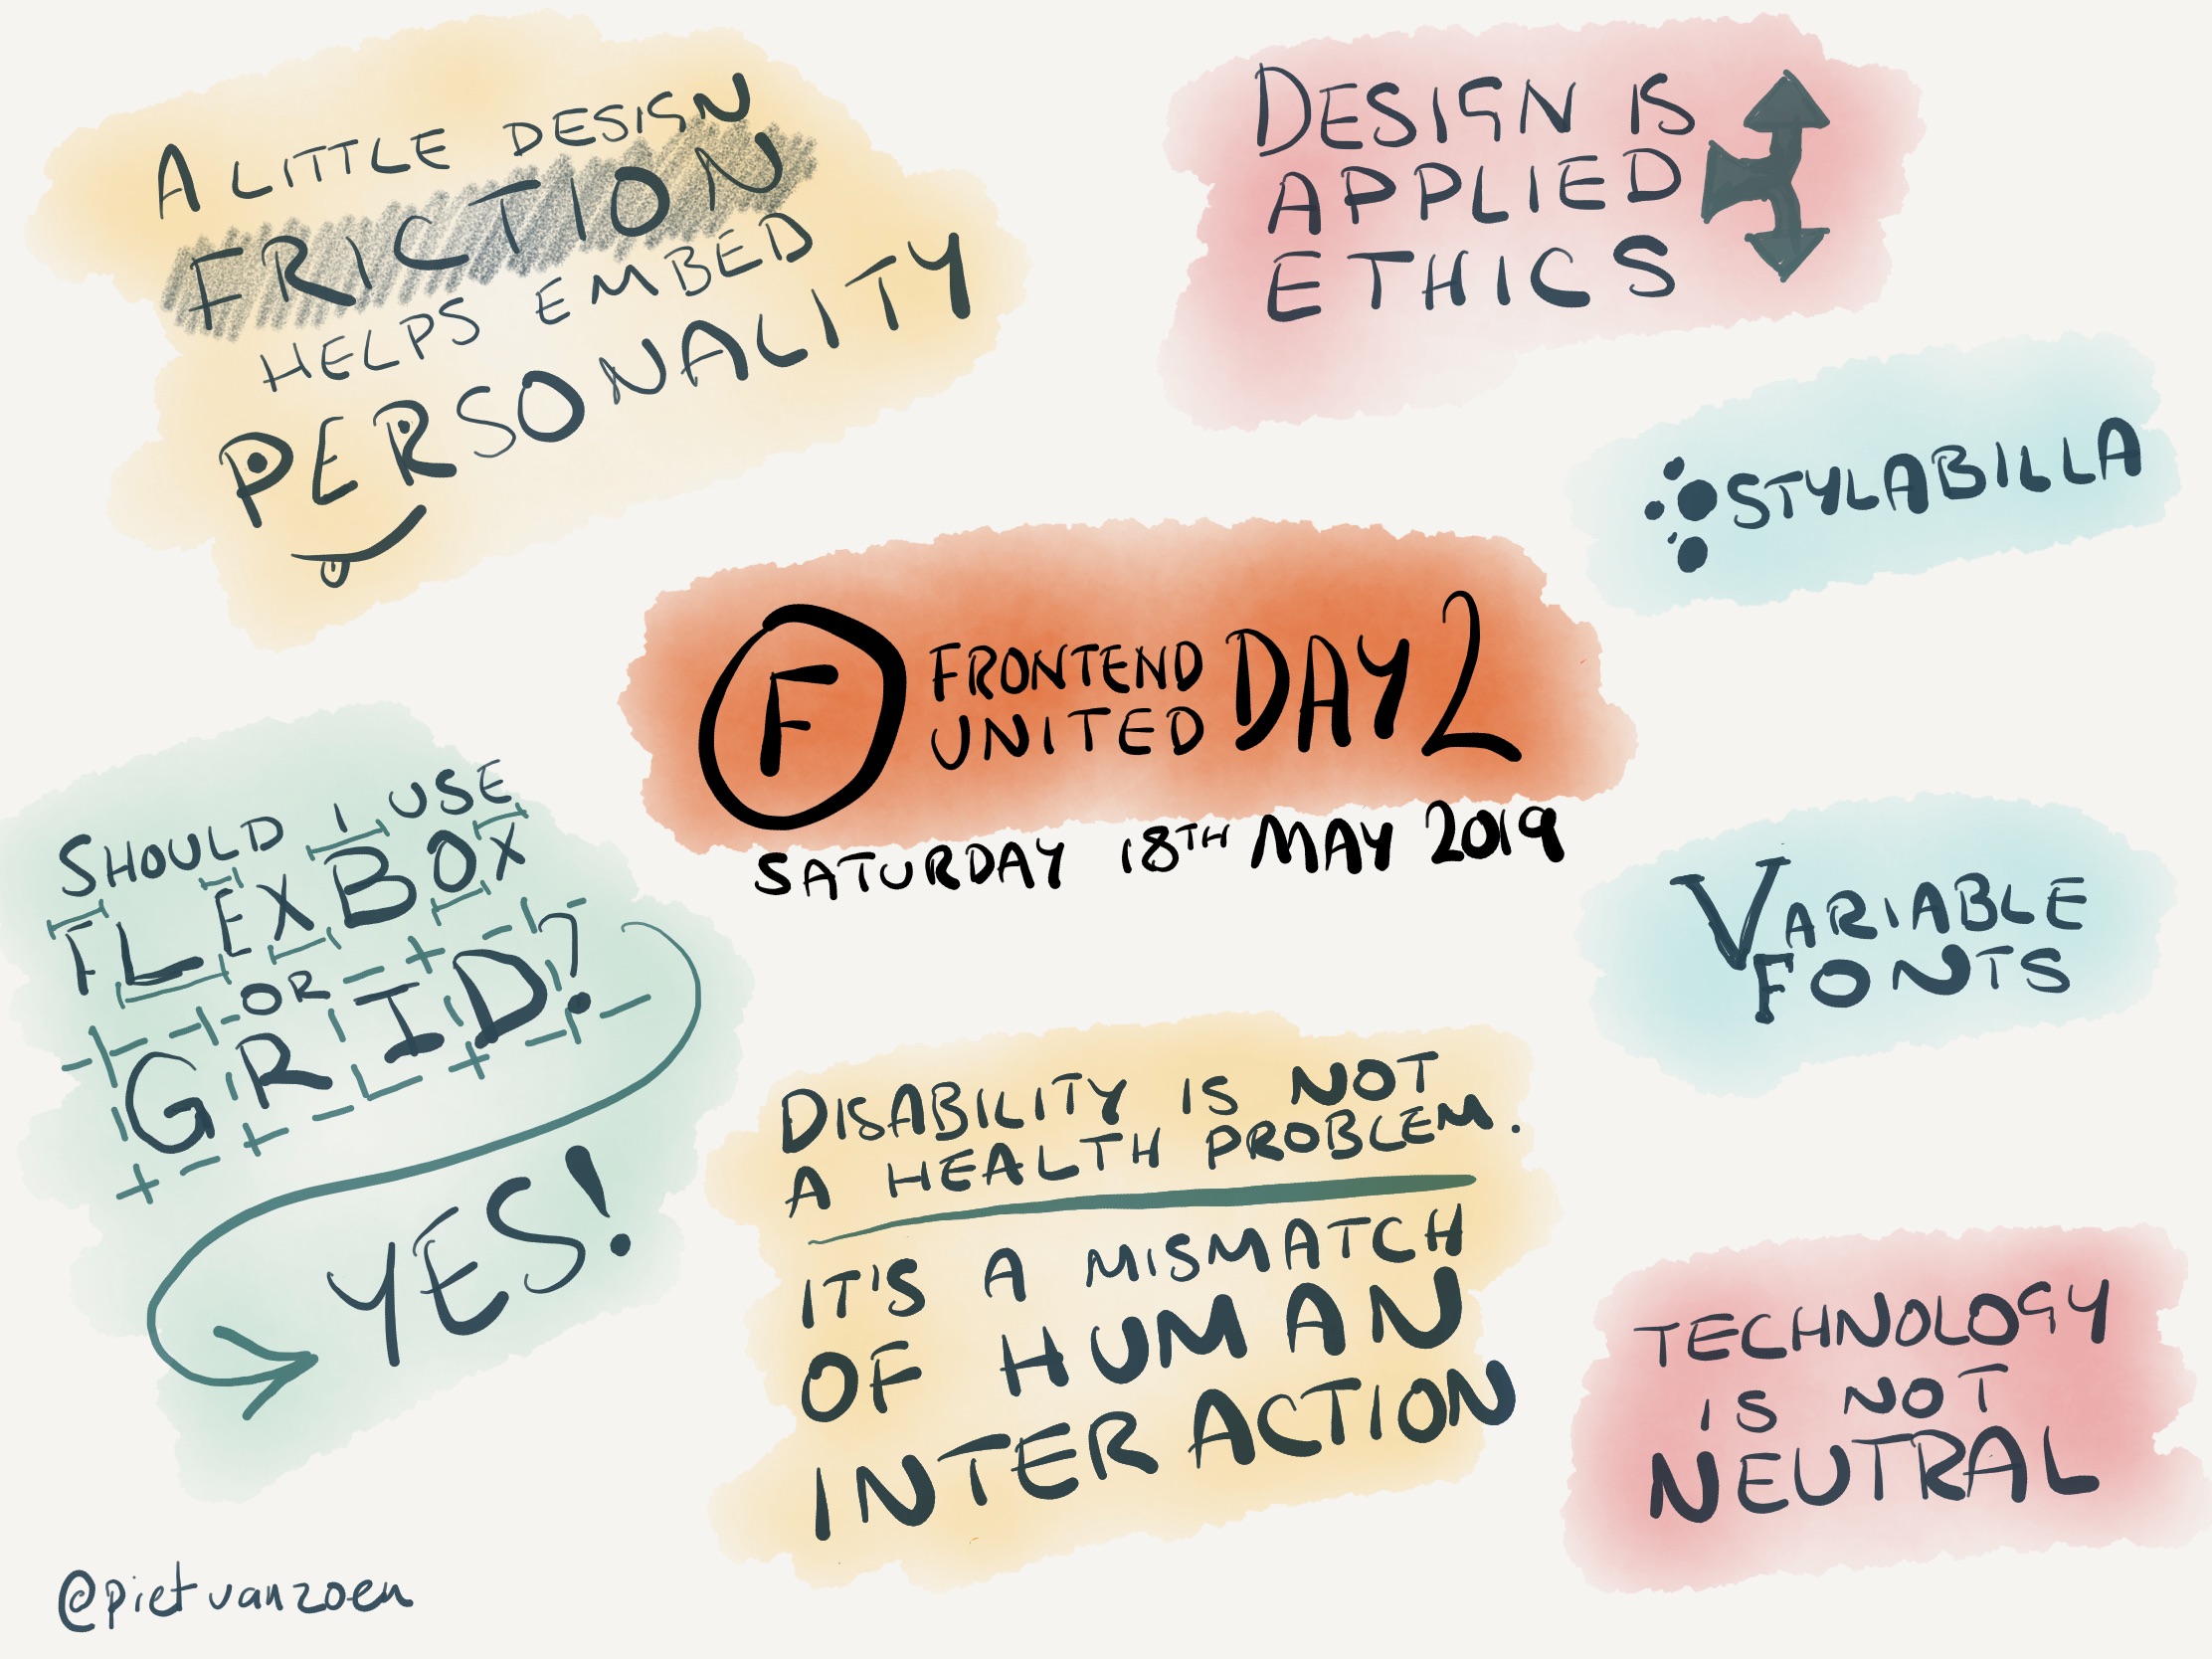 A LITTLE DESIGN
FRICTION
HELPS EMBED
PERSONALITY
DESIGN IS
APPLIED
ETHICS
STYLABILLA
F
FRONTEND
UNITED
DAY 2
SATURDAY 18TH MAY 2019
SHOULD I USE
FLEXBOX
OR
GRID?
YES!
VARIABLE
FONTS
DISABILITY IS NOT
A HEALTH PROBLEM.
IT'S A MISMATCH
OF HUMAN
INTERACTION
TECHNOLOGY
IS NOT
NEUTRAL
@pietvanzoen